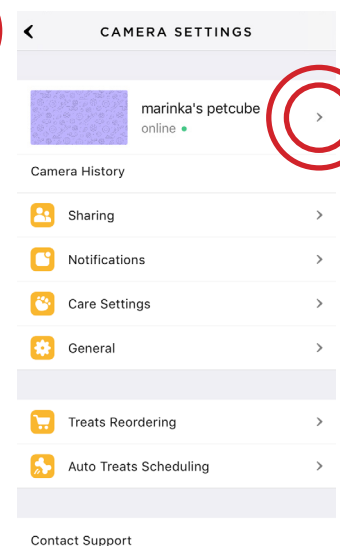 CAMERA SETTINGS
marinka's petcube
online
Camera History
Sharing
Notifications
Care Settings
General
Treats Reordering
Auto Treats Scheduling
Contact Support